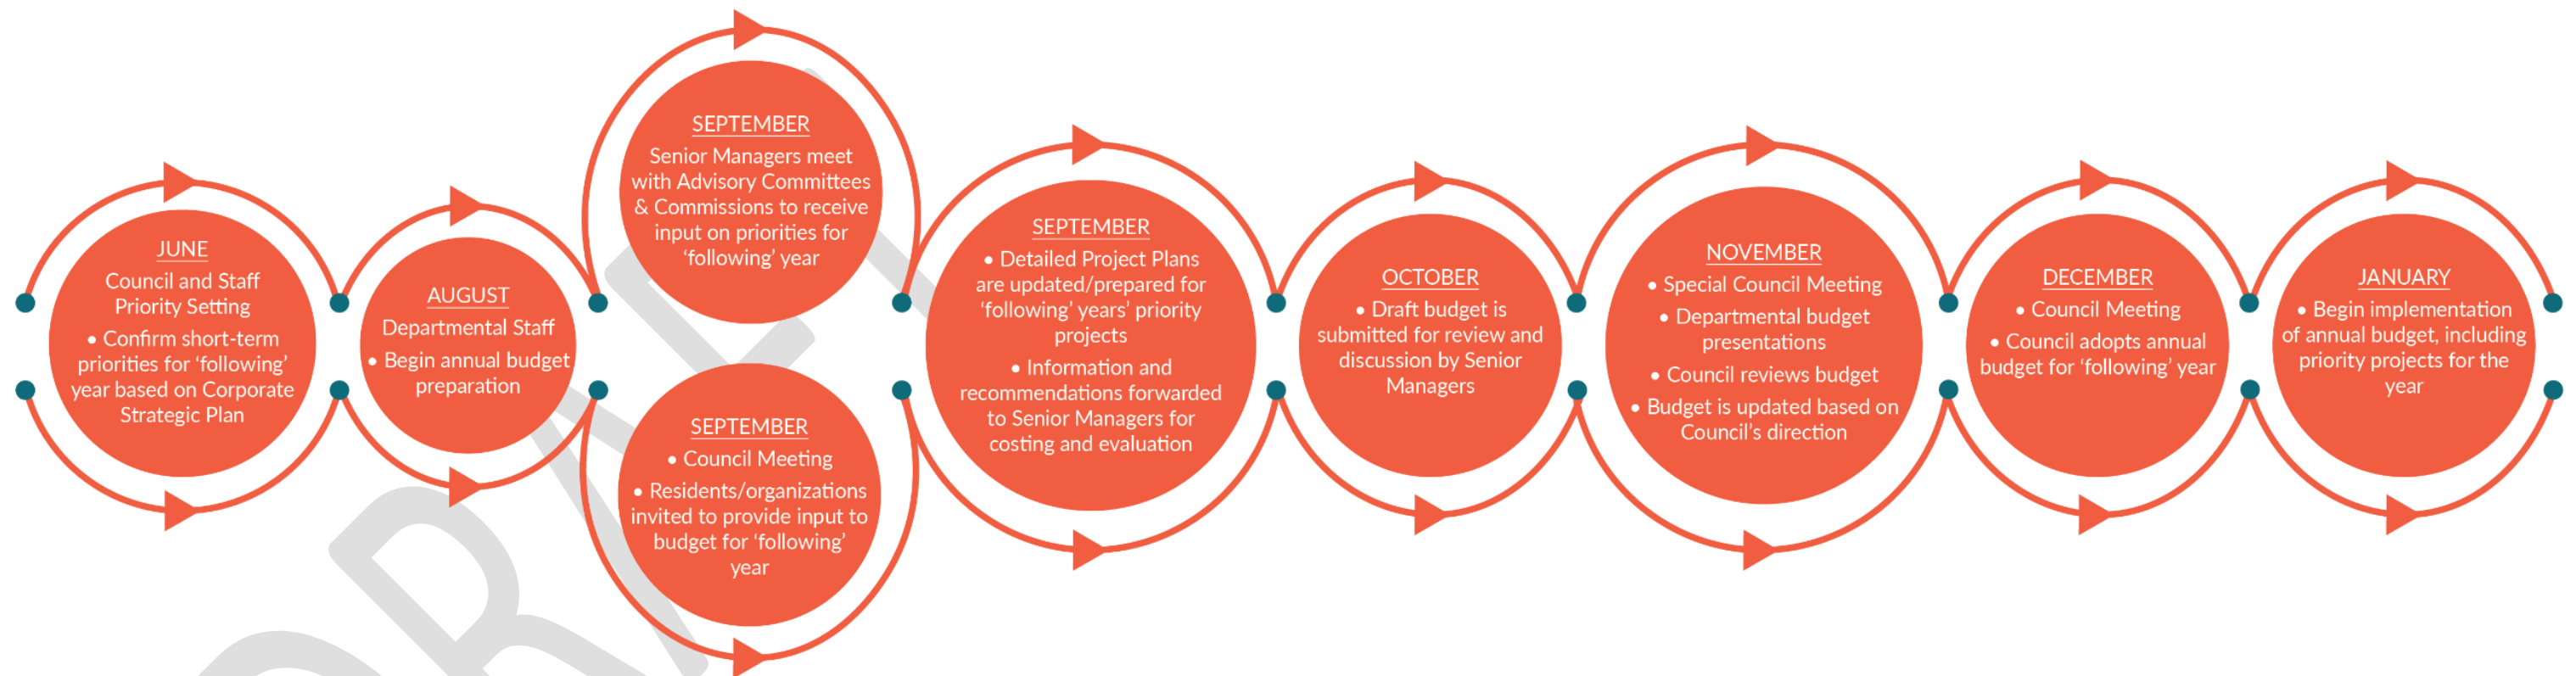 JUNE
Council and Staff
Priority Setting
• Confirm short-term
priorities for ‘following’
year based on Corporate
Strategic Plan
AUGUST
Departmental Staff
• Begin annual budget
preparation
SEPTEMBER
Senior Managers meet
with Advisory Committees
& Commissions to receive
input on priorities for
‘following’ year
SEPTEMBER
• Council Meeting
• Residents/organizations
invited to provide input to
budget for ‘following’
year
SEPTEMBER
• Detailed Project Plans
are updated/prepared for
‘following’ years’ priority
projects
• Information and
recommendations forwarded
to Senior Managers for
costing and evaluation
OCTOBER
• Draft budget is
submitted for review and
discussion by Senior
Managers
NOVEMBER
• Special Council Meeting
• Departmental budget
presentations
• Council reviews budget
• Budget is updated based on
Council’s direction
DECEMBER
• Council Meeting
• Council adopts annual
budget for ‘following’ year
JANUARY
• Begin implementation
of annual budget, including
priority projects for the
year